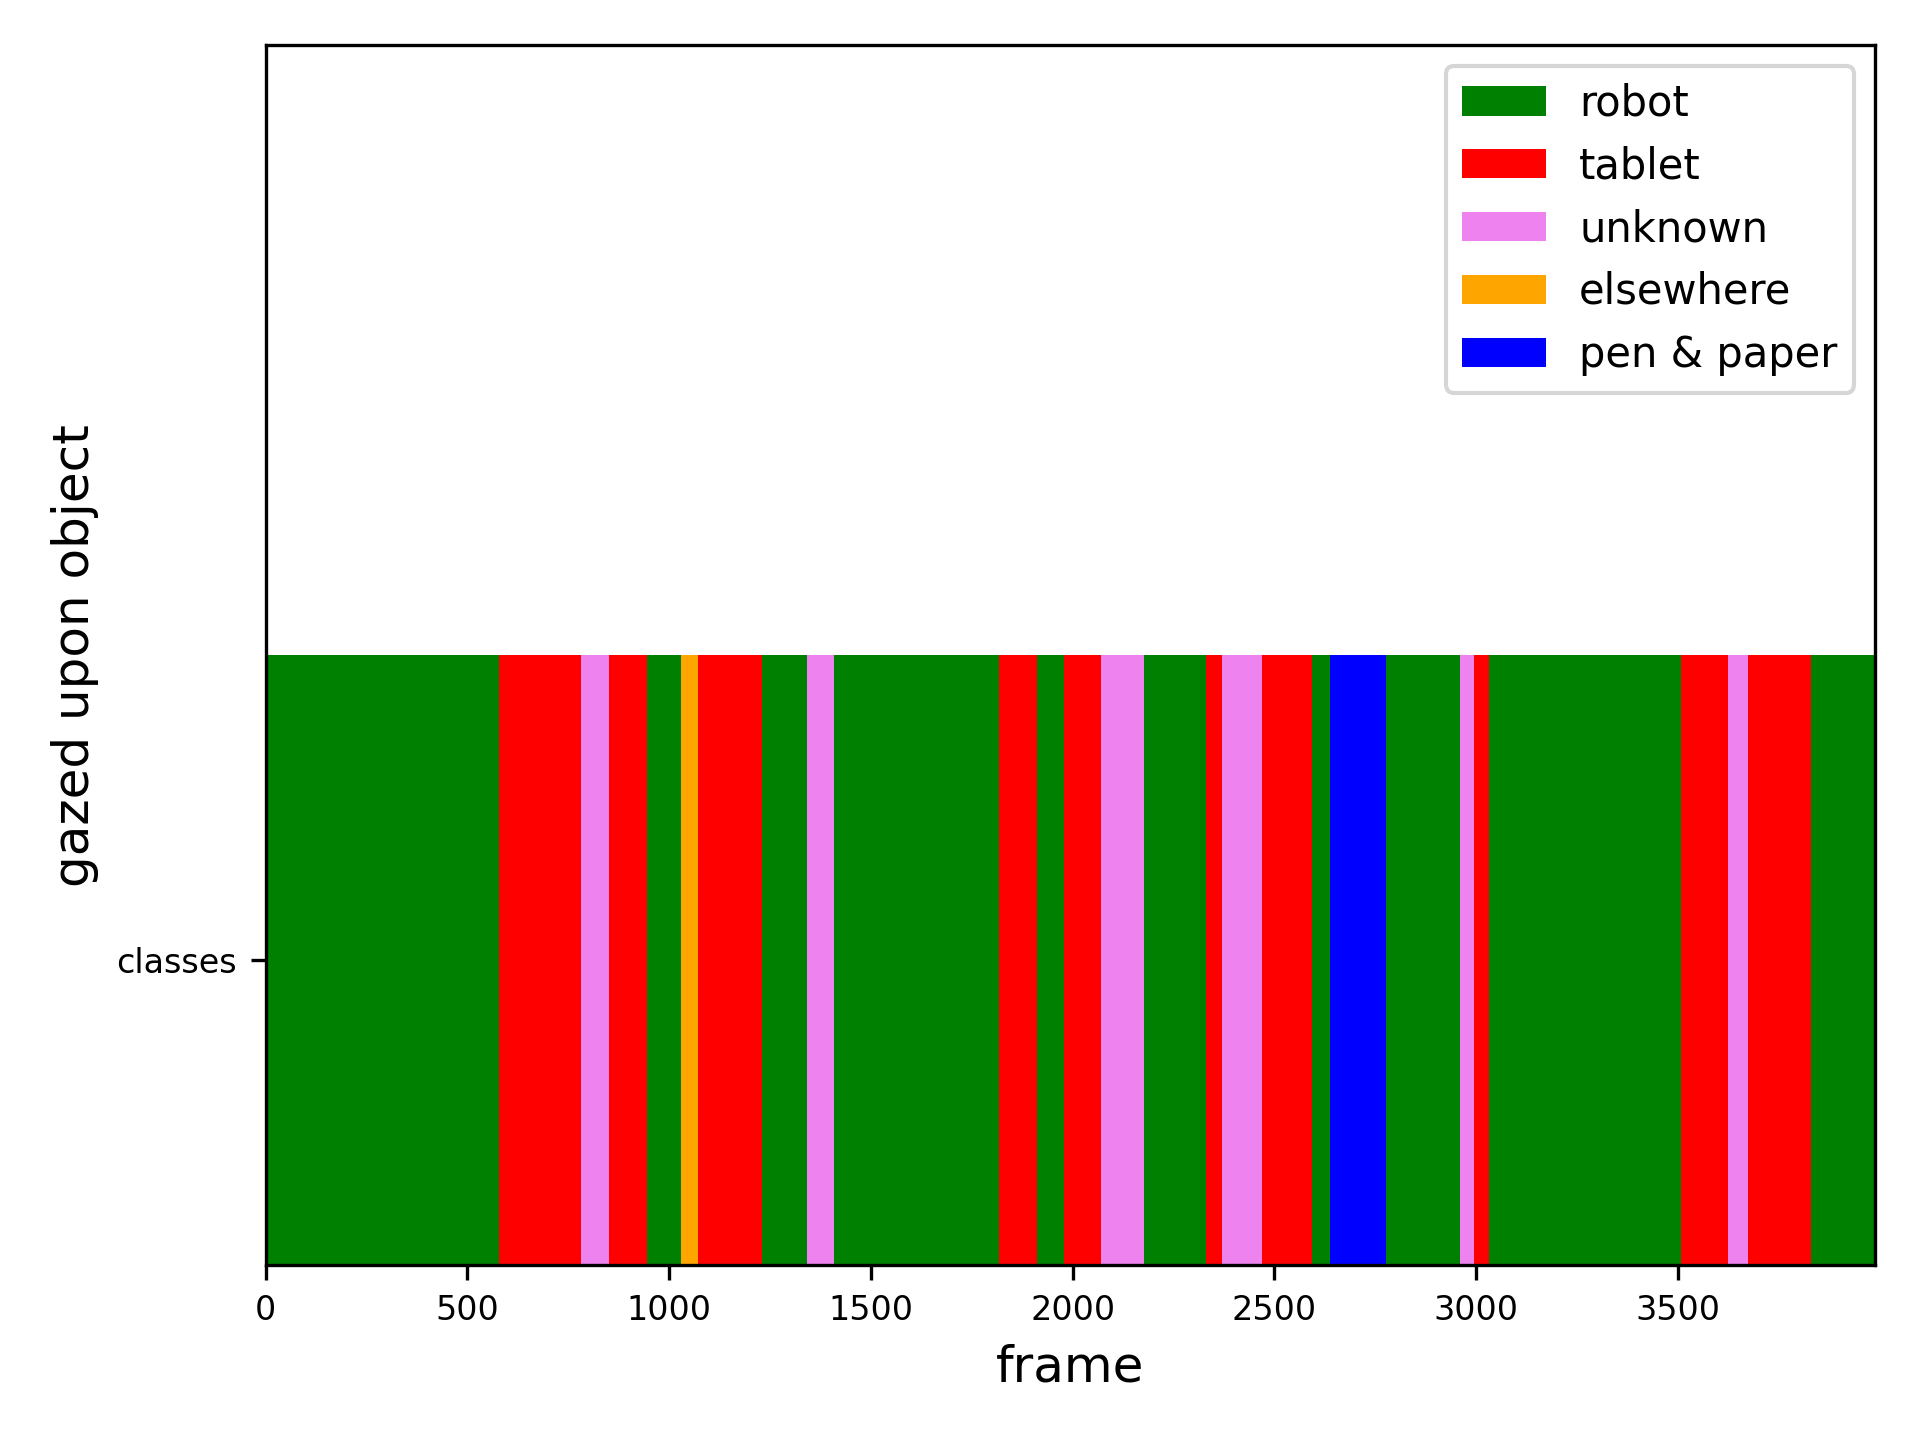 robot
tablet
unknown
elsewhere
pen & paper
gazed upon object
classes
0 500 1000 1500 2000 2500 3000 3500
frame